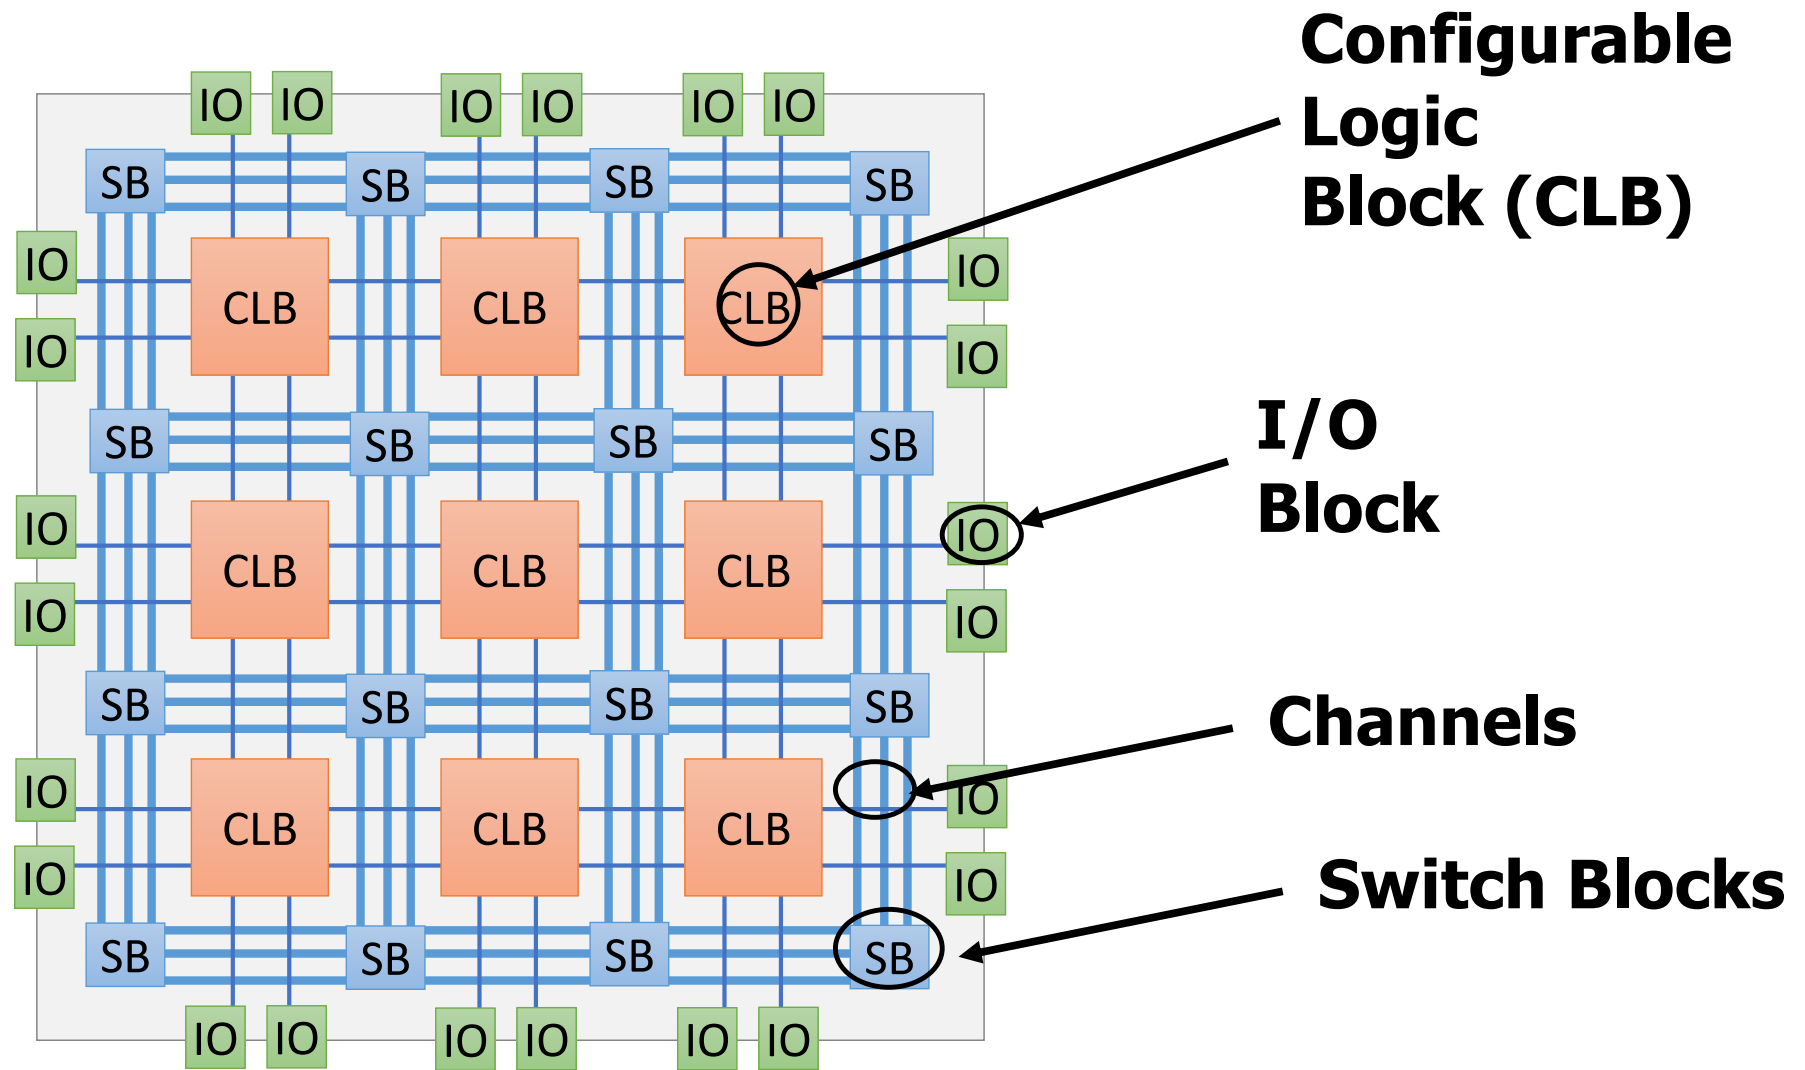 Configurable
Logic
Block (CLB)
IO IO IO IO IO IO
SB SB SB SB
IO IO
CLB CLB CLB
IO IO
I/O
Block
SB SB SB SB
IO IO
CLB CLB CLB
IO IO
Channels
SB SB SB SB
IO IO
CLB CLB CLB
IO IO
Switch Blocks
SB SB SB SB
IO IO IO IO IO IO